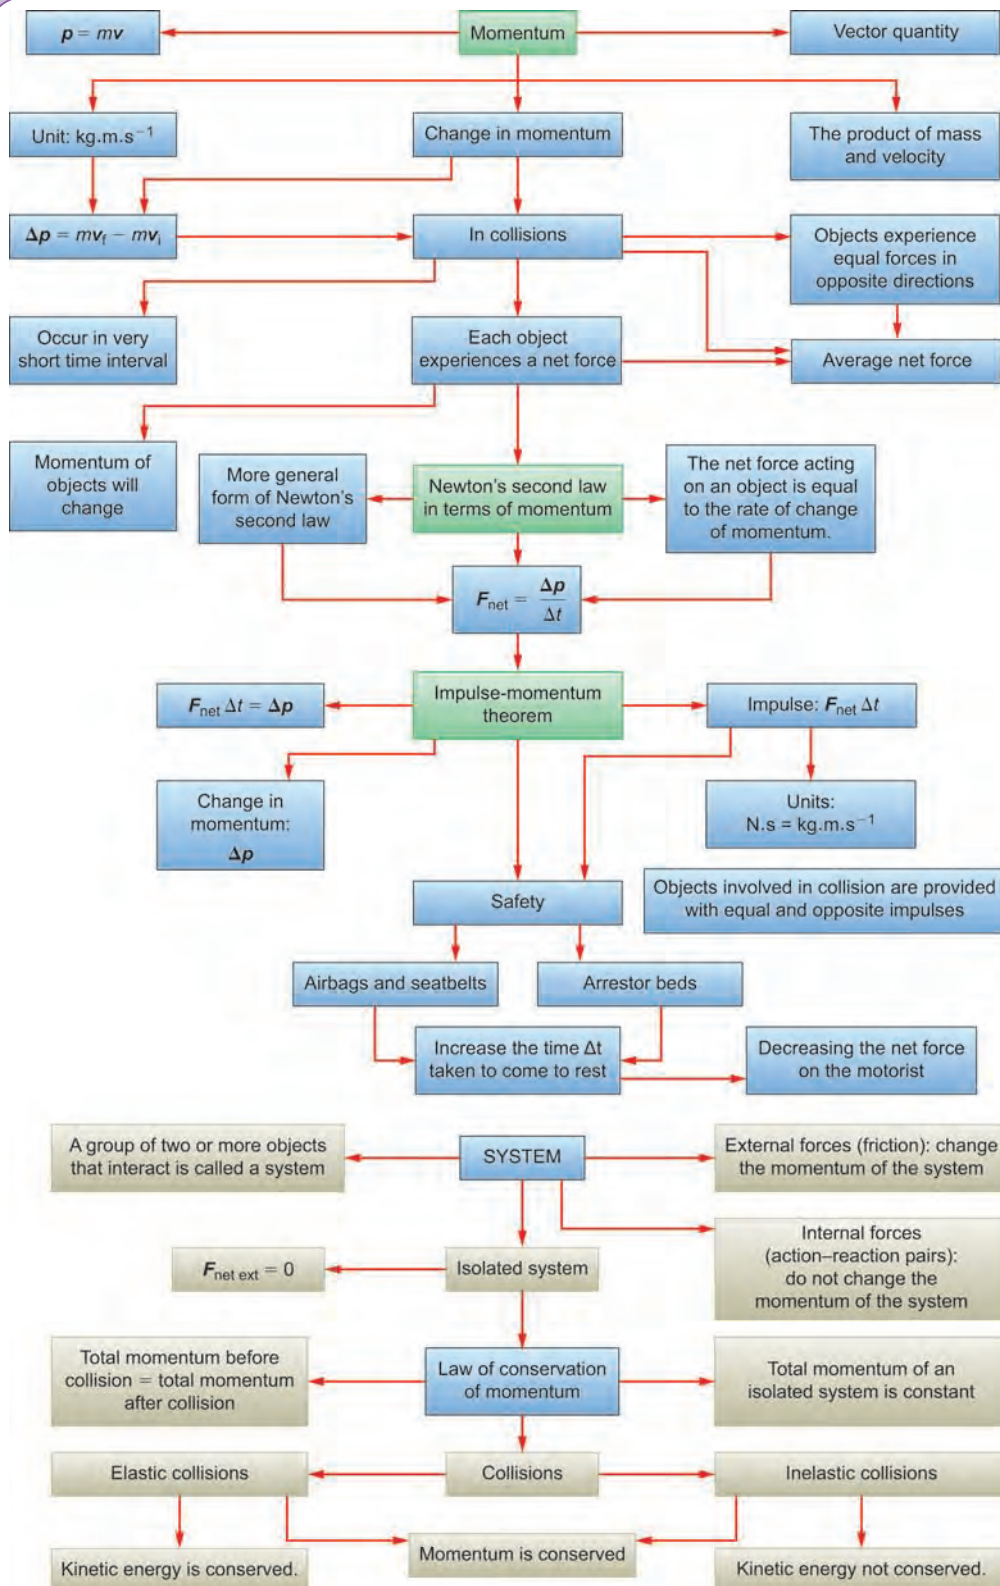 p = mv
Momentum
Vector quantity
Unit: kg.m.s⁻¹
Change in momentum
The product of mass
and velocity
Δp = mv_f − mv_i
In collisions
Objects experience
equal forces in
opposite directions
Occur in very
short time interval
Each object
experiences a net force
Average net force
Momentum of
objects will
change
More general
form of Newton's
second law
Newton's second law
in terms of momentum
The net force acting
on an object is equal
to the rate of change
of momentum.
F_net = Δp/Δt
F_net Δt = Δp
Impulse-momentum
theorem
Impulse: F_net Δt
Change in
momentum:
Δp
Units:
N.s = kg.m.s⁻¹
Safety
Objects involved in collision are provided
with equal and opposite impulses
Airbags and seatbelts
Arrestor beds
Increase the time Δt
taken to come to rest
Decreasing the net force
on the motorist
A group of two or more objects
that interact is called a system
SYSTEM
External forces (friction): change
the momentum of the system
Internal forces
(action–reaction pairs):
do not change the
momentum of the system
F_net ext = 0
Isolated system
Total momentum before
collision = total momentum
after collision
Law of conservation
of momentum
Total momentum of an
isolated system is constant
Elastic collisions
Collisions
Inelastic collisions
Kinetic energy is conserved.
Momentum is conserved
Kinetic energy not conserved.